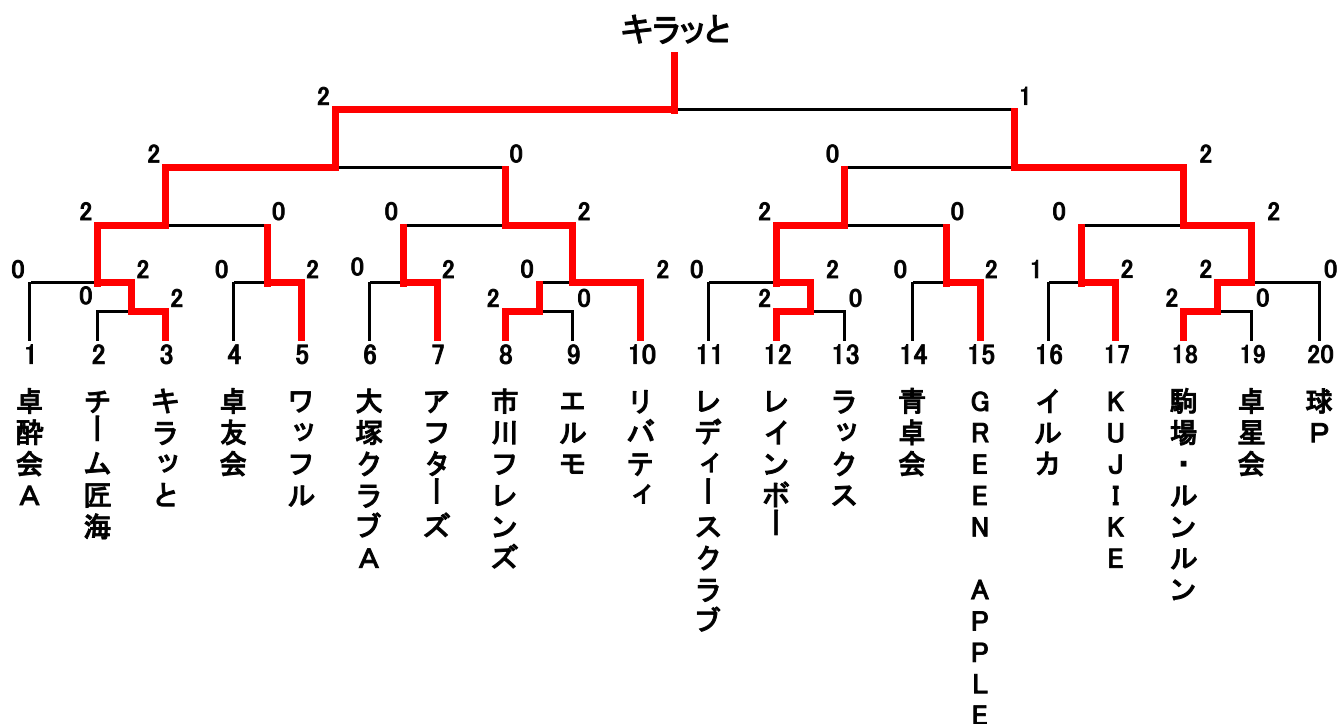 キラッと
2 1
2 0 0 2
2 0 0 2 2 0 0 2
0 2 0 2 0 2 0 2 0 2 0 2 1 2 2 0
0 2 2 0 2 0 2 0
1 2 3 4 5 6 7 8 9 10 11 12 13 14 15 16 17 18 19 20
卓酔会A
チーム匠海
キラッと
卓友会
ワッフル
大塚クラブA
アフターズ
市川フレンズ
エルモ
リバティ
レディースクラブ
レインボー
ラックス
青卓会
GREEN APPLE
イルカ
KUJIKE
駒場・ルンルン
卓星会
球P